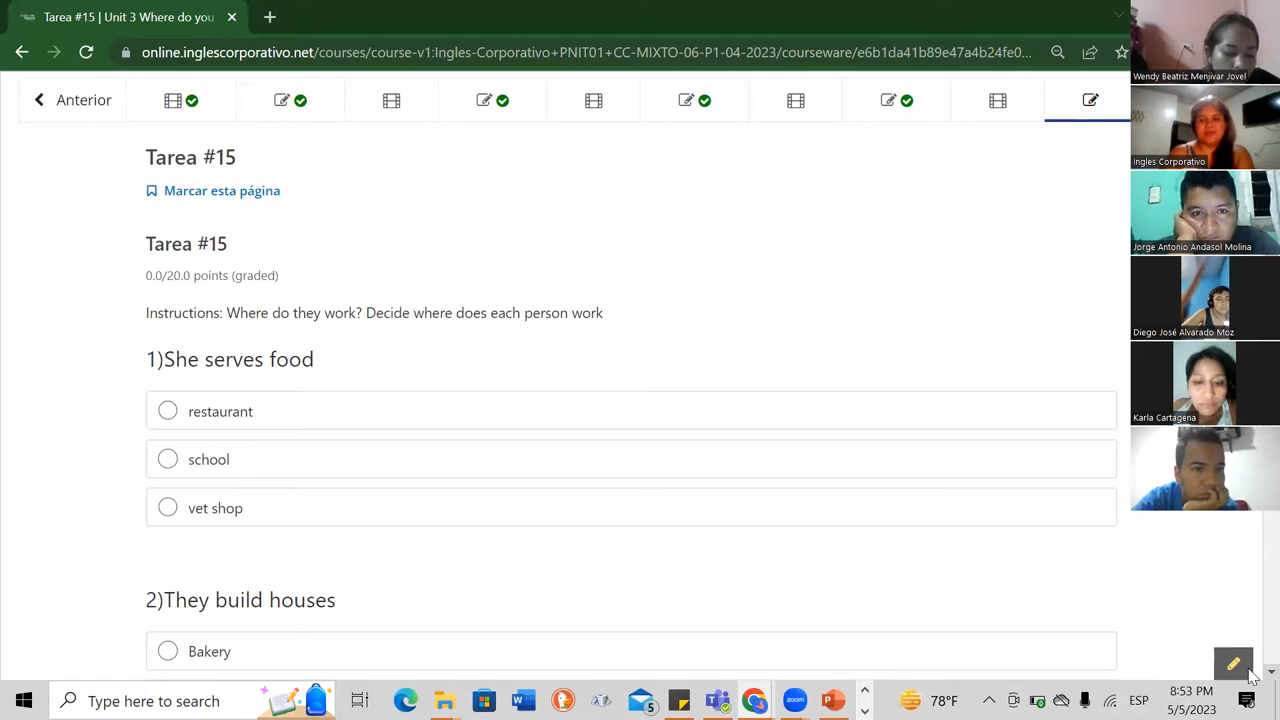 Tarea #15 | Unit 3 Where do you
online.inglescorporativo.net/courses/course-v1:Ingles-Corporativo+PNIT01+CC-MIXTO-06-P1-04-2023/courseware/e6b1da41b89e47a4b24fe0...
Anterior
Tarea #15
Marcar esta página
Tarea #15
0.0/20.0 points (graded)
Instructions: Where do they work? Decide where does each person work
1)She serves food
restaurant
school
vet shop
2)They build houses
Bakery
Wendy Beatriz Menjivar Jovel
Ingles Corporativo
Jorge Antonio Andasol Molina
Diego José Alvarado Moz
Karla Cartagena
Type here to search
5
zoom
78°F
ESP
8:53 PM
5/5/2023